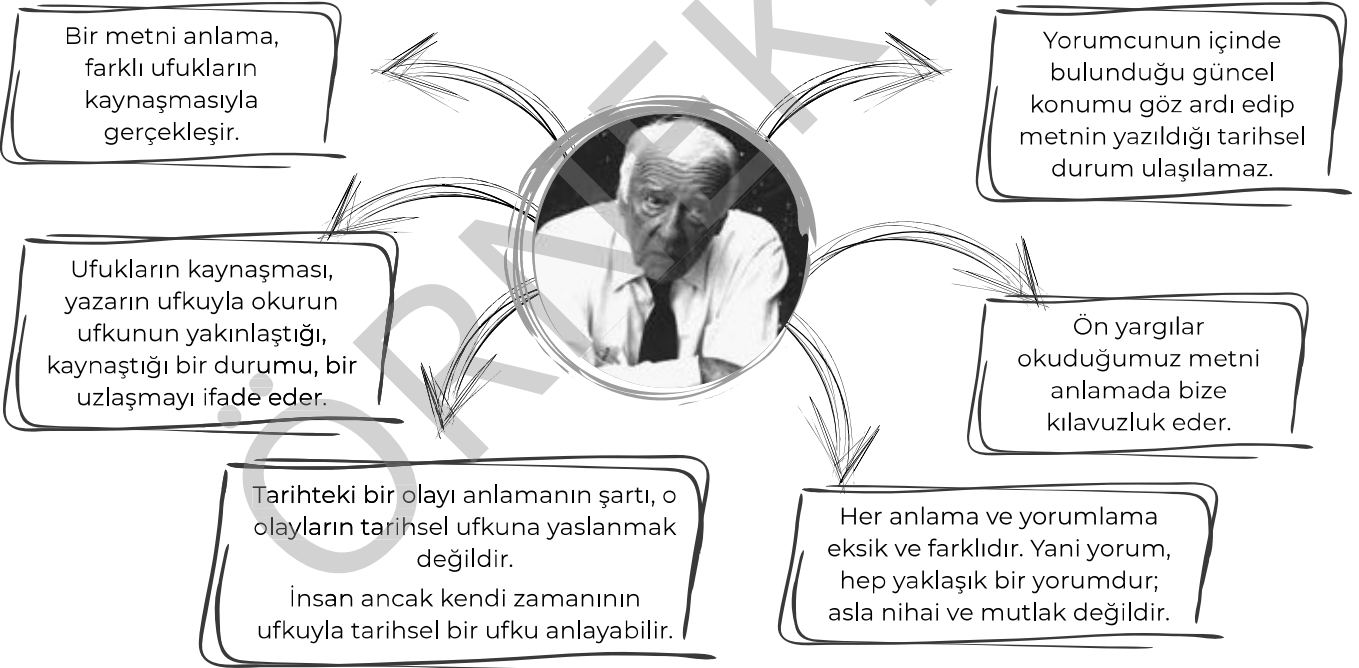 Bir metni anlama,
farklı ufukların
kaynaşmasıyla
gerçekleşir.
Yorumcunun içinde
bulunduğu güncel
konumu göz ardı edip
metnin yazıldığı tarihsel
durum ulaşılamaz.
Ufukların kaynaşması,
yazarın ufkuyla okurun
ufkunun yakınlaştığı,
kaynaştığı bir durumu, bir
uzlaşmayı ifade eder.
Ön yargılar
okuduğumuz metni
anlamada bize
kılavuzluk eder.
Tarihteki bir olayı anlamanın şartı, o
olayların tarihsel ufkuna yaslanmak
değildir.
İnsan ancak kendi zamanının
ufkuyla tarihsel bir ufku anlayabilir.
Her anlama ve yorumlama
eksik ve farklıdır. Yani yorum,
hep yaklaşık bir yorumdur;
asla nihai ve mutlak değildir.
ÖRNEK